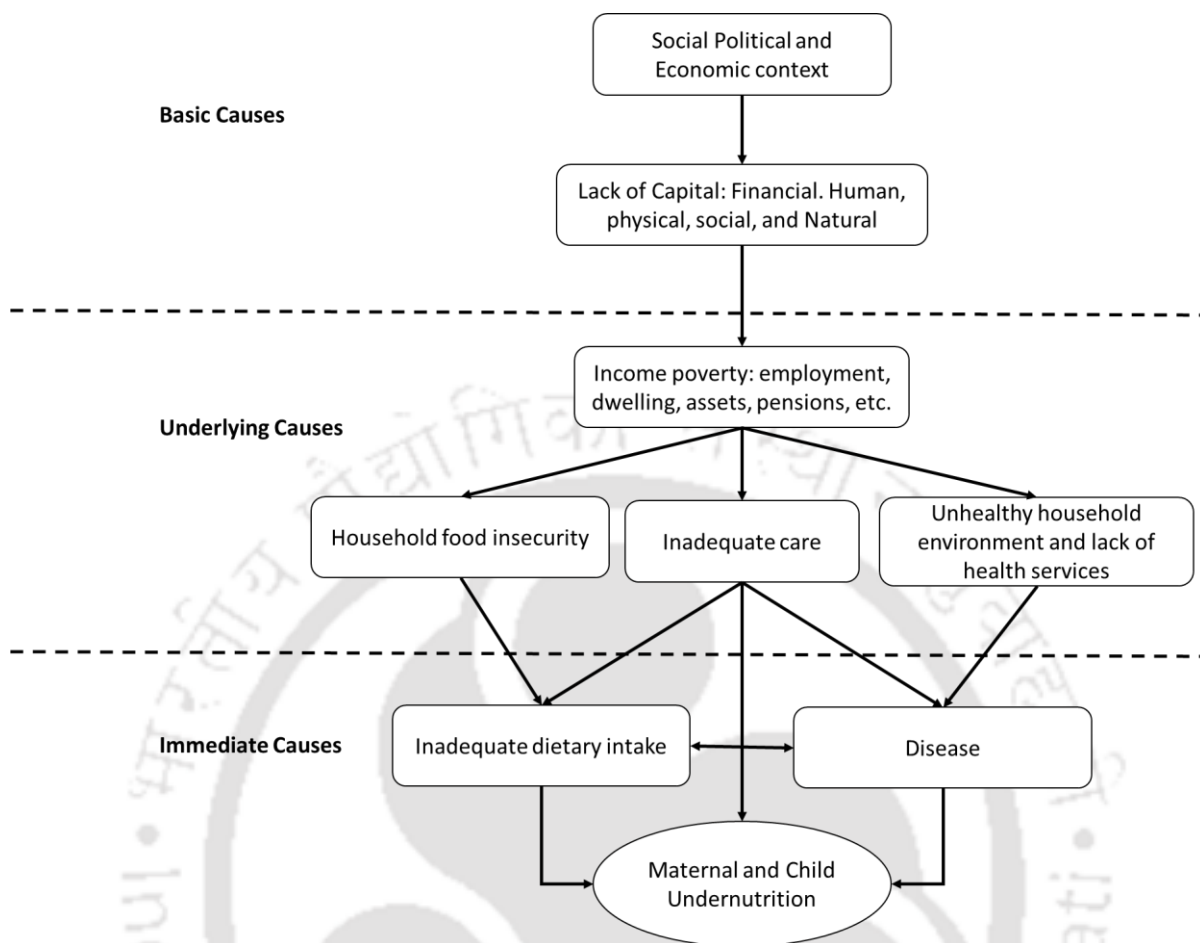 Social Political and
Economic context
Basic Causes
Lack of Capital: Financial. Human,
physical, social, and Natural
Income poverty: employment,
dwelling, assets, pensions, etc.
Underlying Causes
Household food insecurity
Inadequate care
Unhealthy household
environment and lack of
health services
Immediate Causes
Inadequate dietary intake
Disease
Maternal and Child
Undernutrition
भारतीय प्रौद्योगिकी